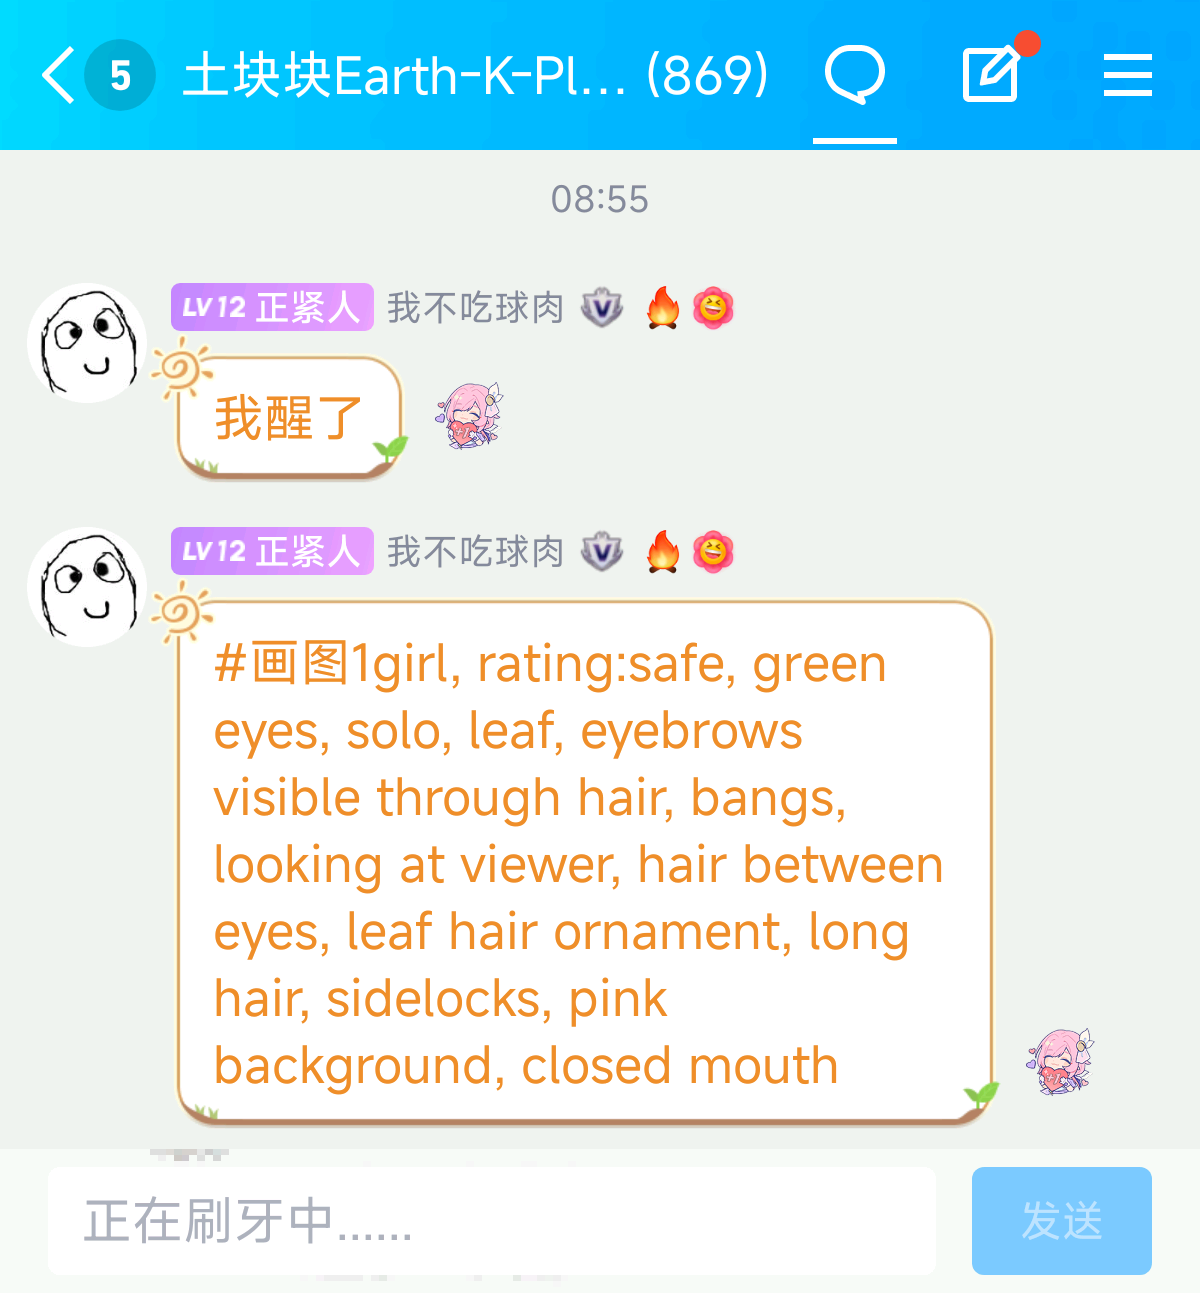 5 土块块Earth-K-Pl... (869)
08:55
LV12 正紧人 我不吃球肉
我醒了
LV12 正紧人 我不吃球肉
#画图1girl, rating:safe, green
eyes, solo, leaf, eyebrows
visible through hair, bangs,
looking at viewer, hair between
eyes, leaf hair ornament, long
hair, sidelocks, pink
background, closed mouth
正在刷牙中......
发送